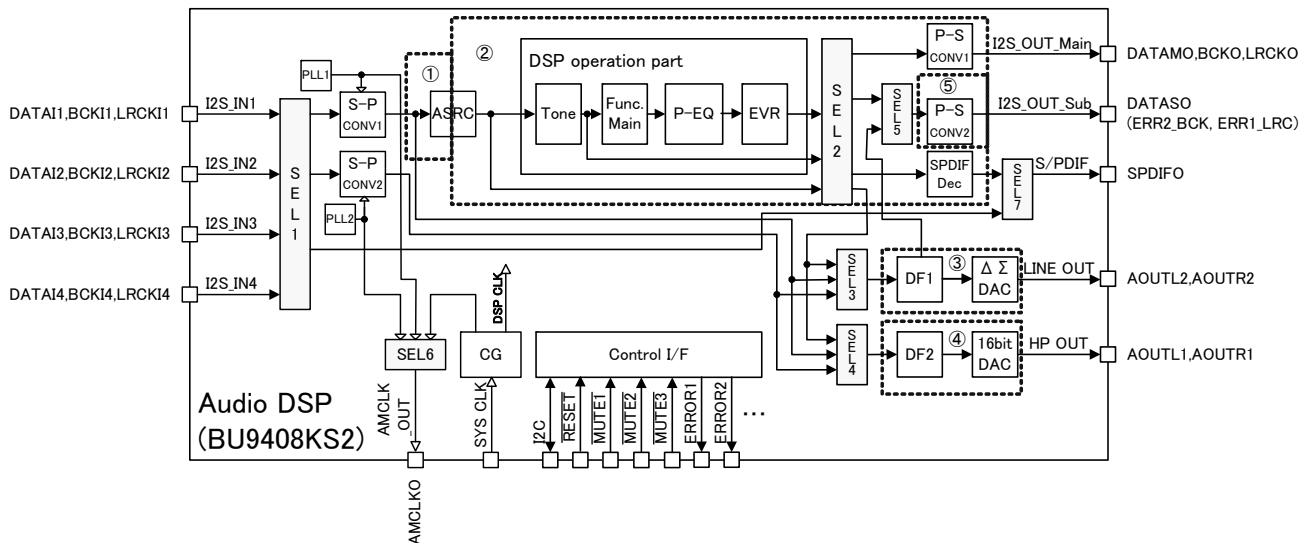 ②
DSP operation part
P-S
CONV1
I2S_OUT_Main
DATAMO,BCKO,LRCKO
PLL1
①
⑤
DATAI1,BCKI1,LRCKI1
I2S_IN1
S-P
CONV1
ASRC
Tone
Func.
Main
P-EQ
EVR
SEL2
SEL5
P-S
CONV2
I2S_OUT_Sub
DATASO
(ERR2_BCK, ERR1_LRC)
DATAI2,BCKI2,LRCKI2
I2S_IN2
SEL1
S-P
CONV2
SPDIF
Dec
SEL7
S/PDIF
SPDIFO
PLL2
DATAI3,BCKI3,LRCKI3
I2S_IN3
DATAI4,BCKI4,LRCKI4
I2S_IN4
DSP CLK
SEL3
DF1
③
ΔΣ
DAC
LINE OUT
AOUTL2,AOUTR2
SEL6
CG
Control I/F
SEL4
DF2
④
16bit
DAC
HP OUT
AOUTL1,AOUTR1
Audio DSP
(BU9408KS2)
AMCLK
_OUT
SYS CLK
I2C
RESET
MUTE1
MUTE2
MUTE3
ERROR1
ERROR2
...
AMCLKO